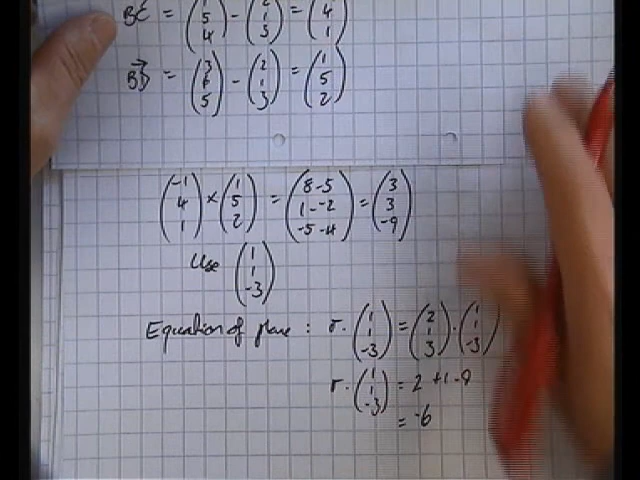 BC = (1 5 4) - (2 1 3) = (-1 4 1)
BD = (3 6 5) - (2 1 3) = (1 5 2)
(-1 4 1) × (1 5 2) = (8-5 1--2 -5-4) = (3 3 -9)
Use (1 1 -3)
Equation of plane : r. (1 1 -3) = (2 1 3) . (1 1 -3)
r. (1 1 -3) = 2 +1 -9
= -6